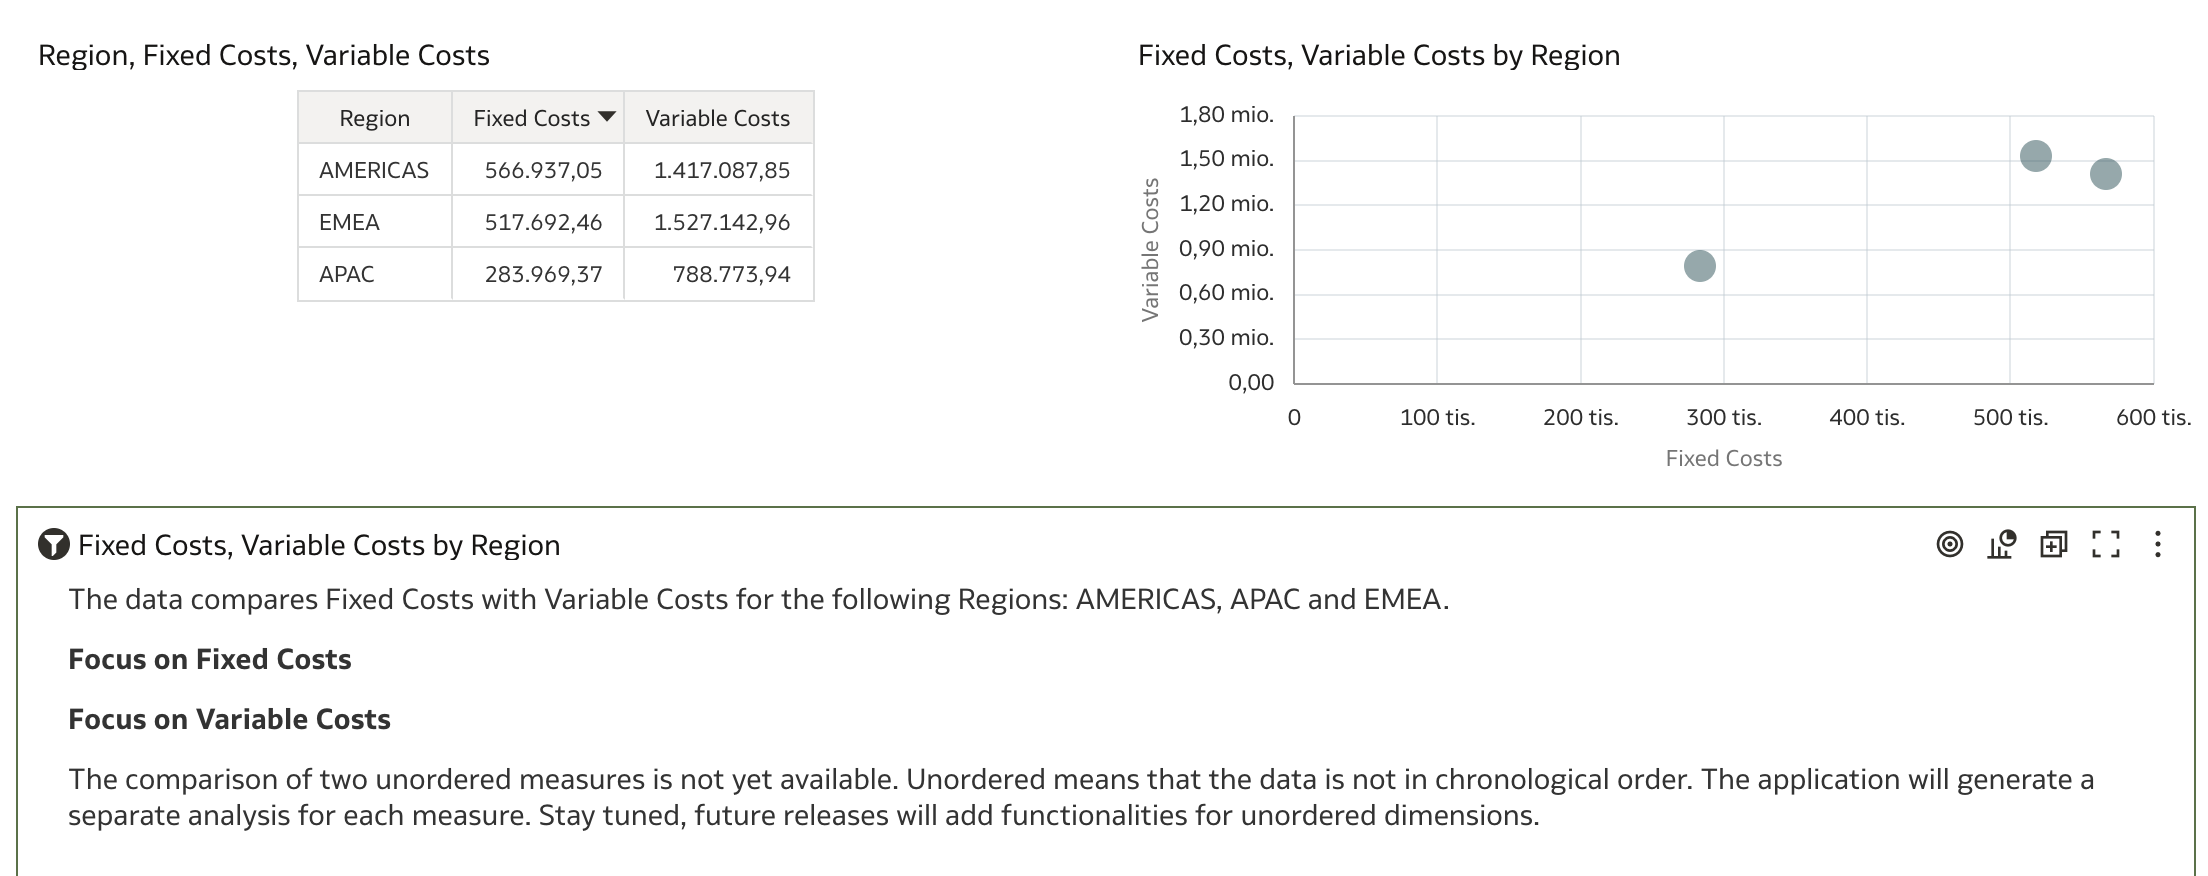 Region, Fixed Costs, Variable Costs
Region Fixed Costs Variable Costs
AMERICAS 566.937,05 1.417.087,85
EMEA 517.692,46 1.527.142,96
APAC 283.969,37 788.773,94
Fixed Costs, Variable Costs by Region
Variable Costs
1,80 mio.
1,50 mio.
1,20 mio.
0,90 mio.
0,60 mio.
0,30 mio.
0,00
0 100 tis. 200 tis. 300 tis. 400 tis. 500 tis. 600 tis.
Fixed Costs
Fixed Costs, Variable Costs by Region
The data compares Fixed Costs with Variable Costs for the following Regions: AMERICAS, APAC and EMEA.
Focus on Fixed Costs
Focus on Variable Costs
The comparison of two unordered measures is not yet available. Unordered means that the data is not in chronological order. The application will generate a
separate analysis for each measure. Stay tuned, future releases will add functionalities for unordered dimensions.